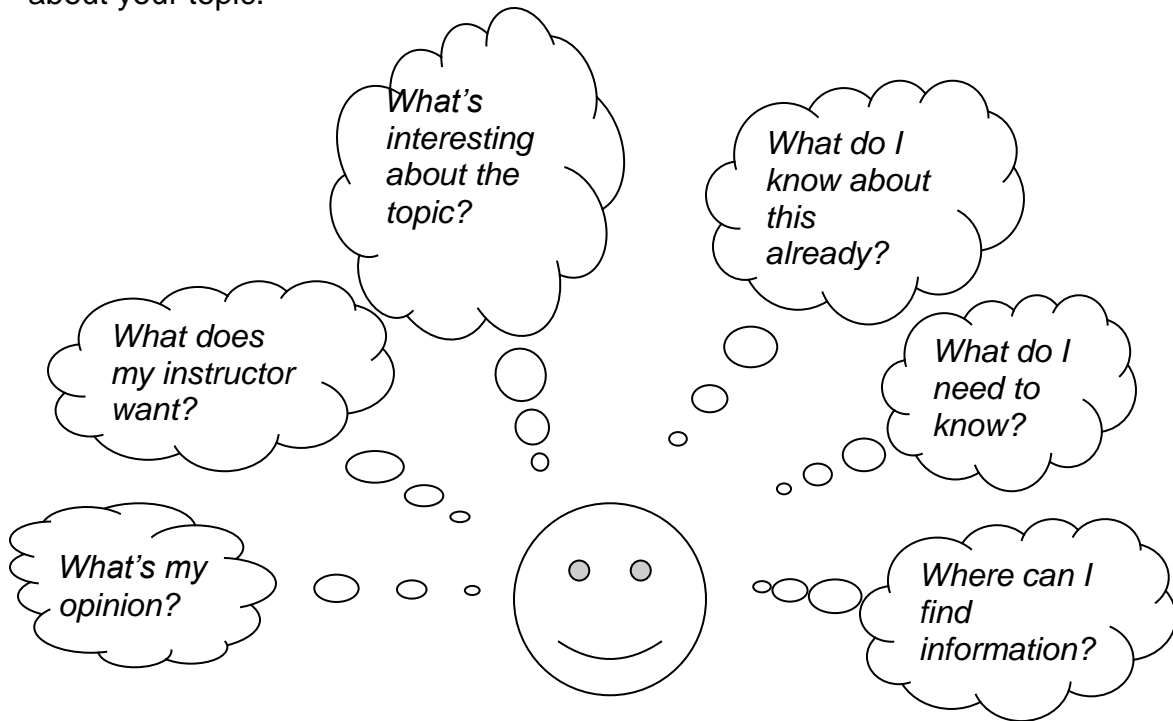 about your topic.
What's
interesting
about the
topic?
What do I
know about
this
already?
What does
my instructor
want?
What do I
need to
know?
What's my
opinion?
Where can I
find
information?